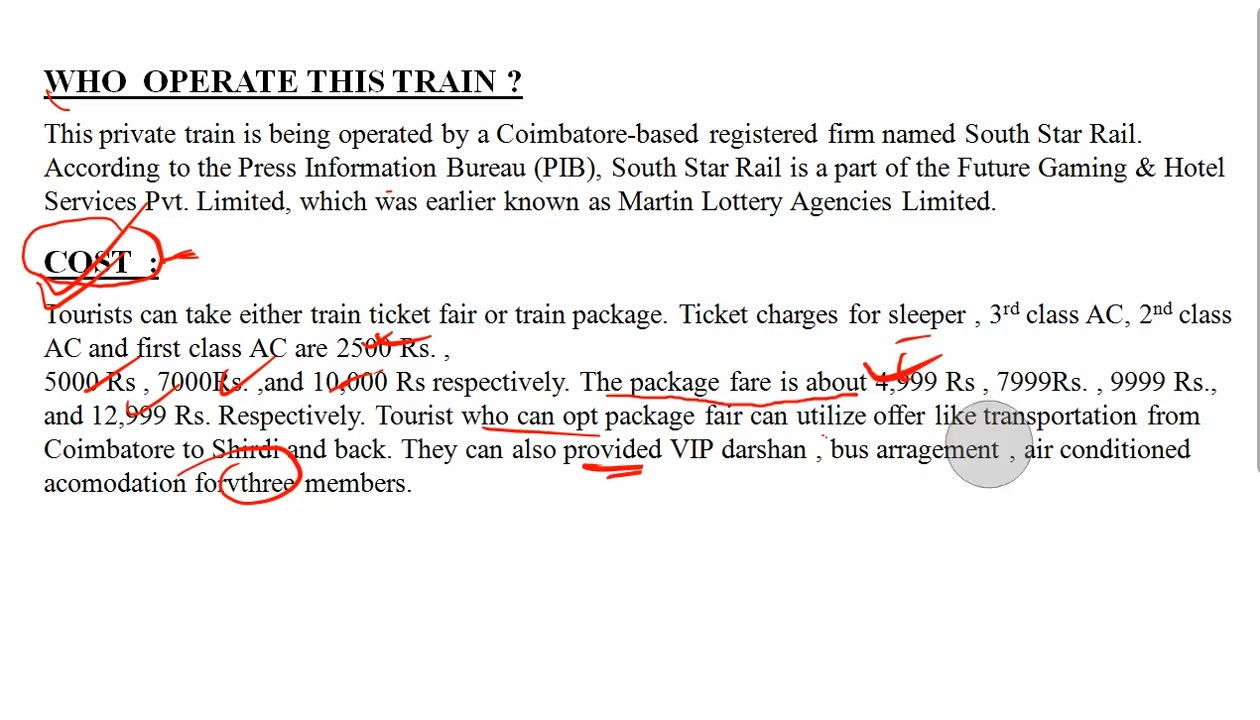 WHO OPERATE THIS TRAIN ?
This private train is being operated by a Coimbatore-based registered firm named South Star Rail.
According to the Press Information Bureau (PIB), South Star Rail is a part of the Future Gaming & Hotel
Services Pvt. Limited, which was earlier known as Martin Lottery Agencies Limited.
COST :
Tourists can take either train ticket fair or train package. Ticket charges for sleeper , 3rd class AC, 2nd class
AC and first class AC are 2500 Rs. ,
5000 Rs , 7000Rs. ,and 10,000 Rs respectively. The package fare is about 4,999 Rs , 7999Rs. , 9999 Rs.,
and 12,999 Rs. Respectively. Tourist who can opt package fair can utilize offer like transportation from
Coimbatore to Shirdi and back. They can also provided VIP darshan , bus arragement , air conditioned
acomodation forvthree members.